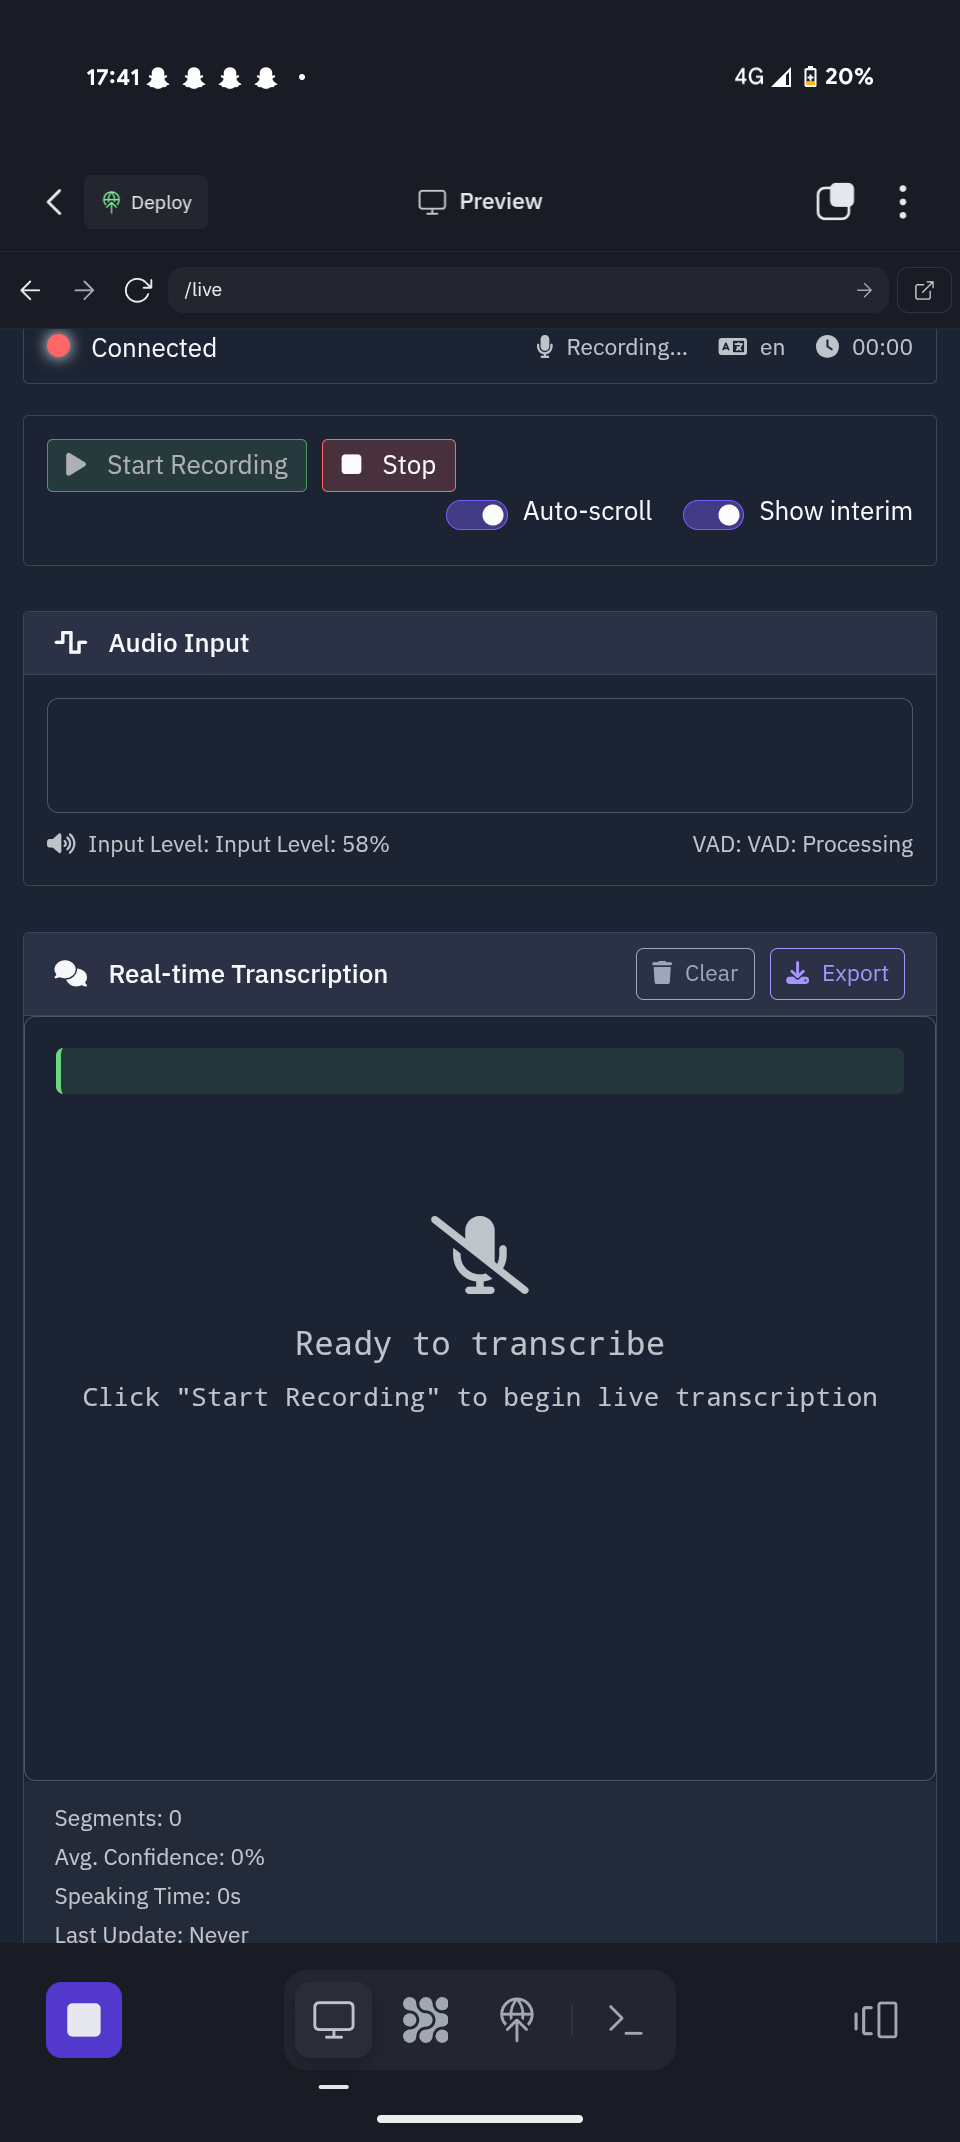 17:41
4G 20%
Deploy
Preview
/live
Connected
Recording...
en
00:00
Start Recording
Stop
Auto-scroll
Show interim
Audio Input
Input Level: Input Level: 58%
VAD: VAD: Processing
Real-time Transcription
Clear
Export
Ready to transcribe
Click "Start Recording" to begin live transcription
Segments: 0
Avg. Confidence: 0%
Speaking Time: 0s
Last Update: Never